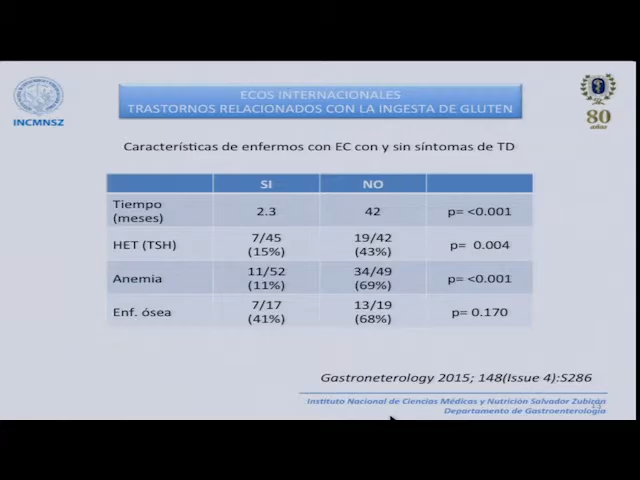 INCMNSZ
ECOS INTERNACIONALES
TRASTORNOS RELACIONADOS CON LA INGESTA DE GLUTEN
80
años
Características de enfermos con EC con y sin síntomas de TD
SI NO
Tiempo (meses) 2.3 42 p= <0.001
HET (TSH) 7/45 (15%) 19/42 (43%) p= 0.004
Anemia 11/52 (11%) 34/49 (69%) p= <0.001
Enf. ósea 7/17 (41%) 13/19 (68%) p= 0.170
Gastroneterology 2015; 148(Issue 4):S286
Instituto Nacional de Ciencias Médicas y Nutrición Salvador Zubirán
Departamento de Gastroenterología